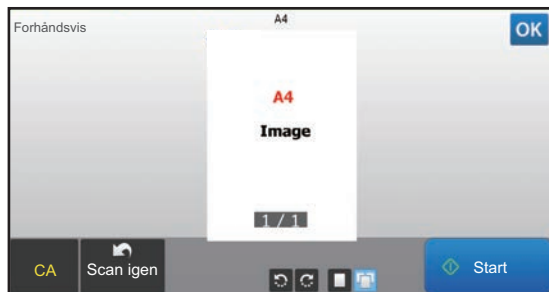 Forhåndsvis
A4
OK
A4
Image
1 / 1
CA
Scan igen
Start